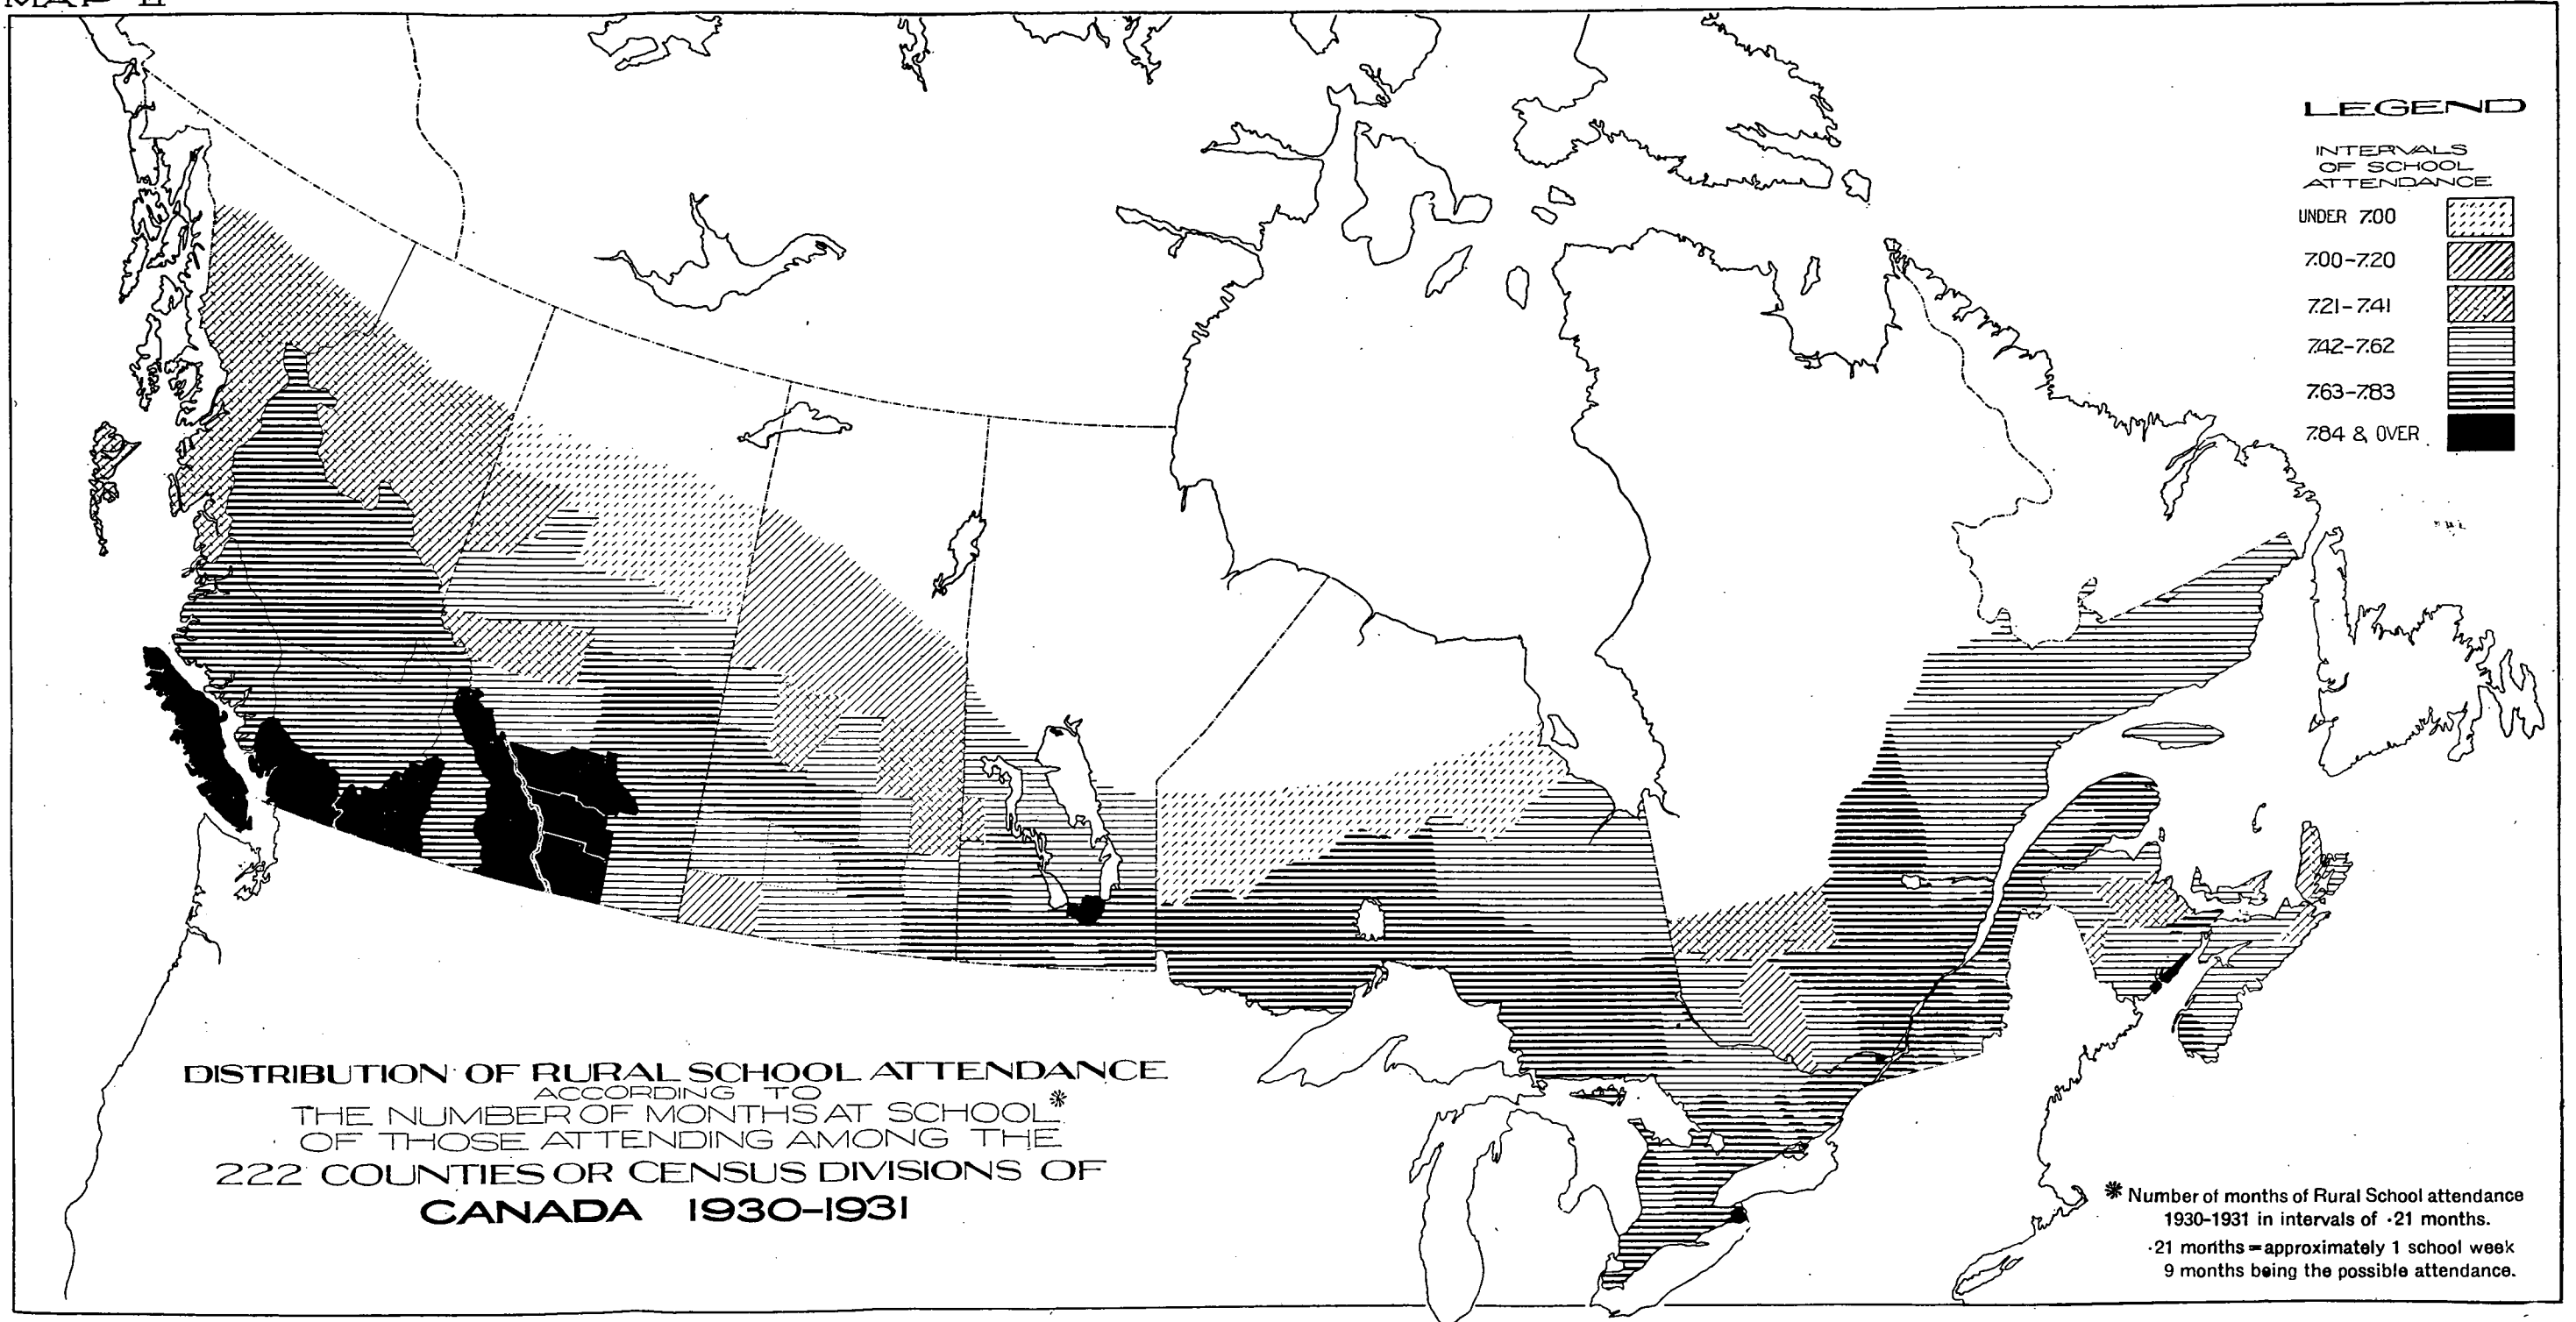 MAP II
LEGEND
INTERVALS
OF SCHOOL
ATTENDANCE
UNDER 7.00
7.00-7.20
7.21-7.41
7.42-7.62
7.63-7.83
7.84 & OVER
DISTRIBUTION OF RURAL SCHOOL ATTENDANCE
ACCORDING TO
THE NUMBER OF MONTHS AT SCHOOL*
OF THOSE ATTENDING AMONG THE
222 COUNTIES OR CENSUS DIVISIONS OF
CANADA 1930-1931
* Number of months of Rural School attendance
1930-1931 in intervals of ·21 months.
·21 months = approximately 1 school week
9 months being the possible attendance.